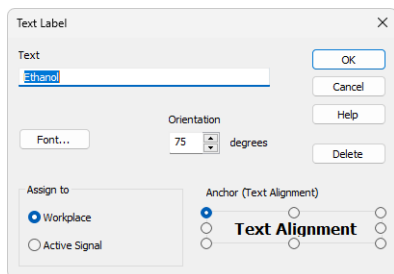 Text Label
Text
OK
Ethanol
Cancel
Help
Orientation
Font...
75 degrees
Delete
Assign to
Anchor (Text Alignment)
Workplace
Text Alignment
Active Signal